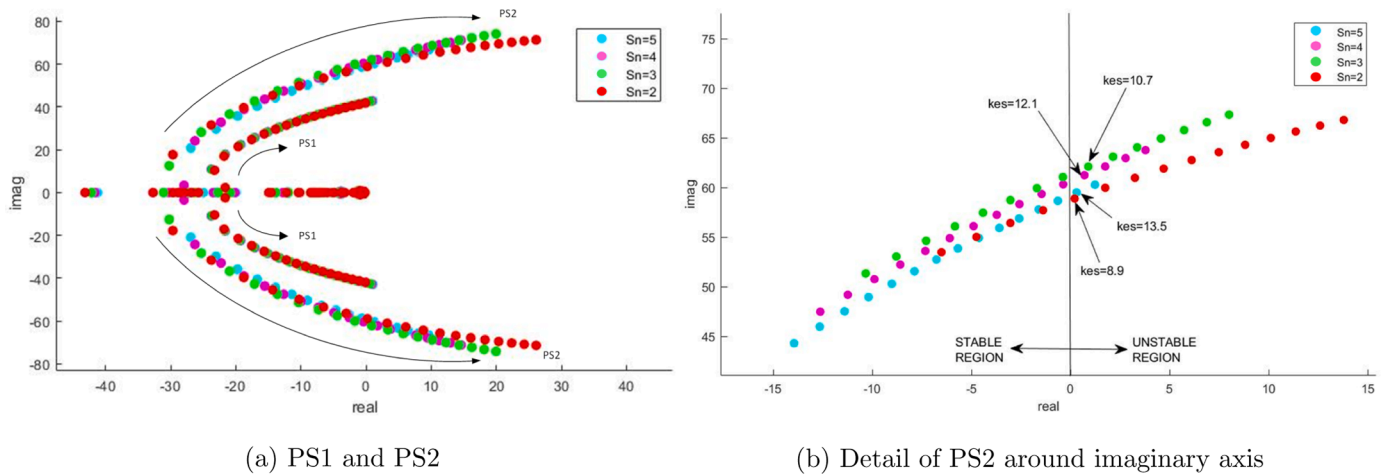 PS2
80
60
40
20
0
-20
-40
-60
-80
imag
-40
-30
-20
-10
0
10
20
30
40
real
Sn=5
Sn=4
Sn=3
Sn=2
PS1
PS1
PS2
(a) PS1 and PS2
75
70
65
60
55
50
45
imag
-15
-10
-5
0
5
10
15
real
Sn=5
Sn=4
Sn=3
Sn=2
kes=10.7
kes=12.1
kes=13.5
kes=8.9
STABLE
REGION
UNSTABLE
REGION
(b) Detail of PS2 around imaginary axis